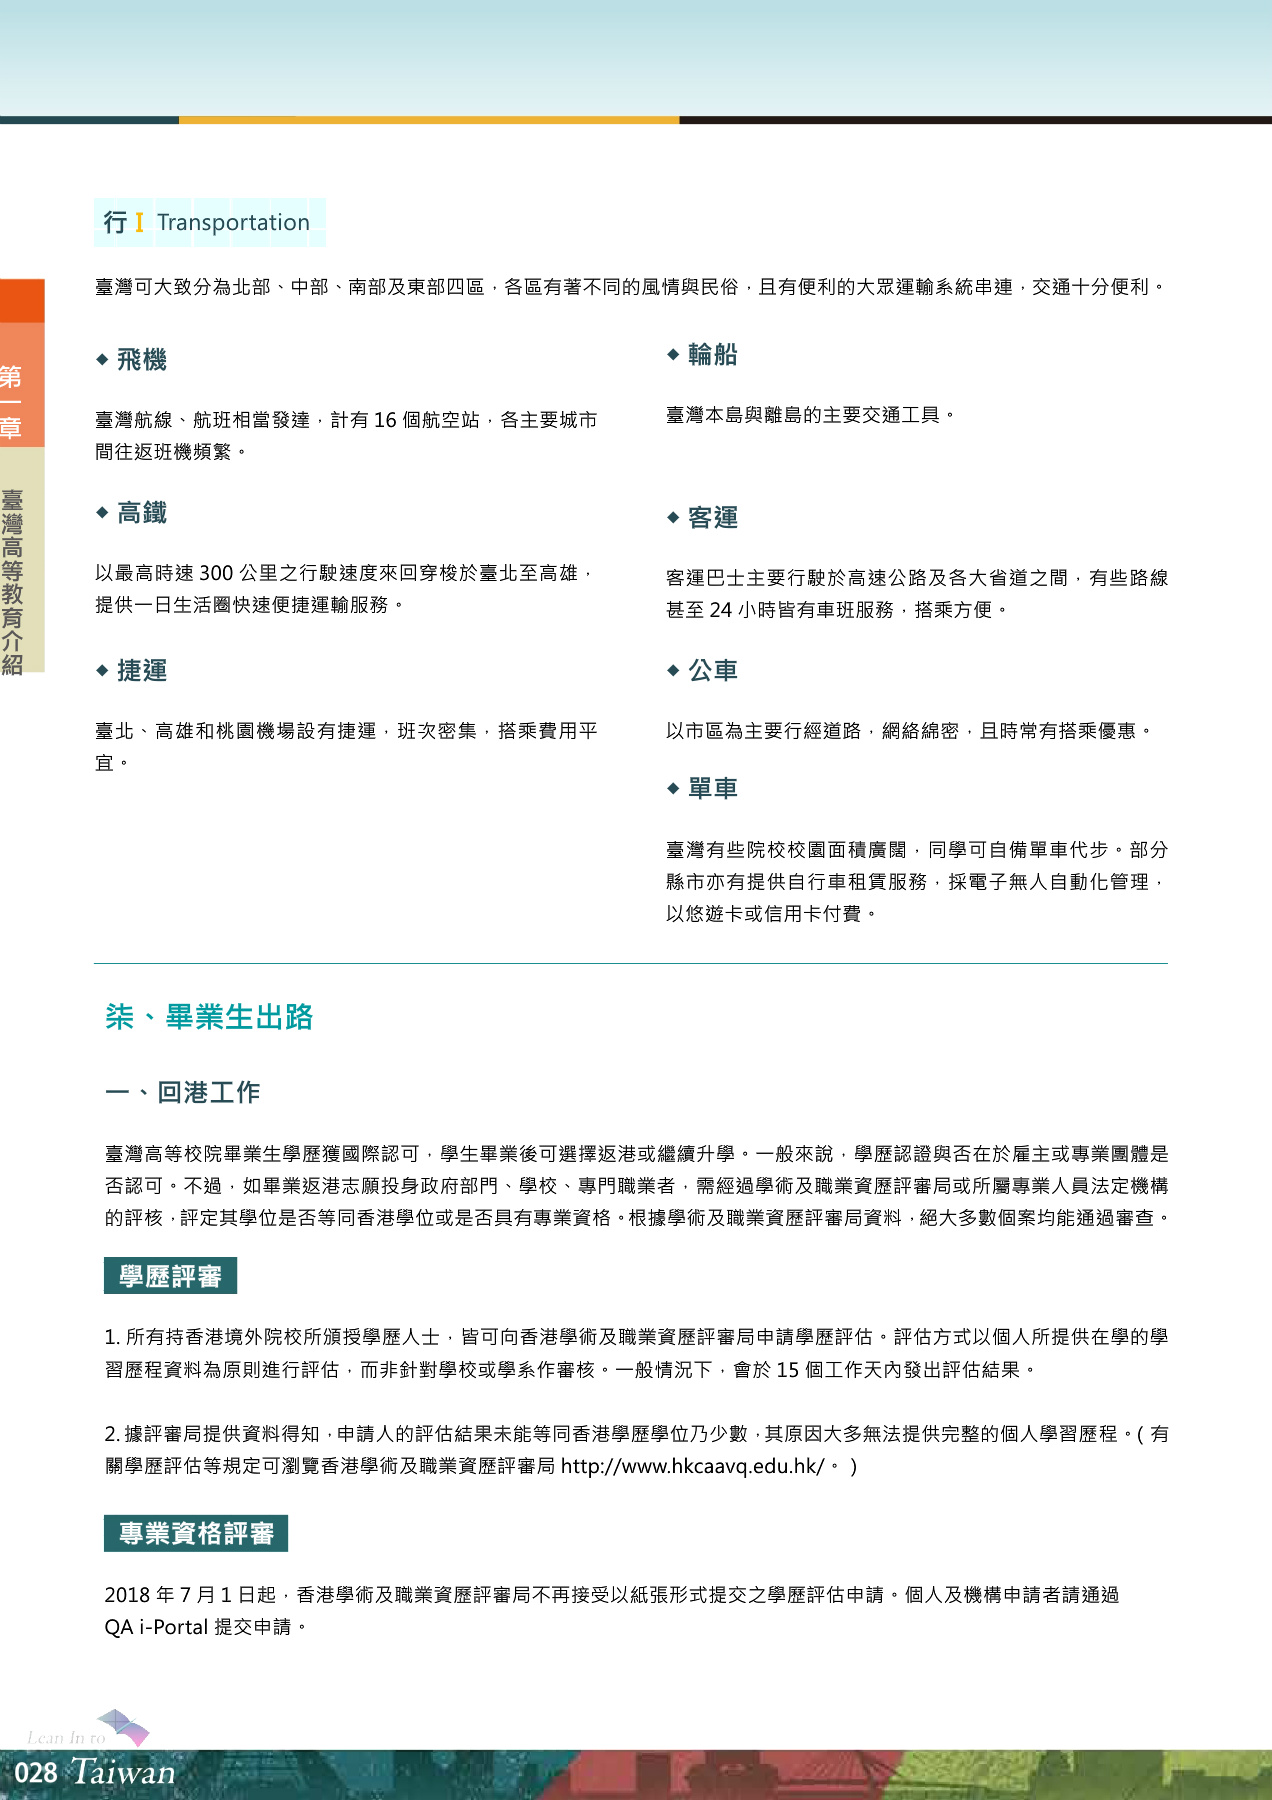 行 I Transportation
臺灣可大致分為北部、中部、南部及東部四區，各區有著不同的風情與民俗，且有便利的大眾運輸系統串連，交通十分便利。
◆ 飛機
臺灣航線、航班相當發達，計有 16 個航空站，各主要城市
間往返班機頻繁。
◆ 高鐵
以最高時速 300 公里之行駛速度來回穿梭於臺北至高雄，
提供一日生活圈快速便捷運輸服務。
◆ 捷運
臺北、高雄和桃園機場設有捷運，班次密集，搭乘費用平
宜。
◆ 輪船
臺灣本島與離島的主要交通工具。
◆ 客運
客運巴士主要行駛於高速公路及各大省道之間，有些路線
甚至 24 小時皆有車班服務，搭乘方便。
◆ 公車
以市區為主要行經道路，網絡綿密，且時常有搭乘優惠。
◆ 單車
臺灣有些院校校園面積廣闊，同學可自備單車代步。部分
縣市亦有提供自行車租賃服務，採電子無人自動化管理，
以悠遊卡或信用卡付費。
柒、畢業生出路
一、回港工作
臺灣高等校院畢業生學歷獲國際認可，學生畢業後可選擇返港或繼續升學。一般來說，學歷認證與否在於雇主或專業團體是
否認可。不過，如畢業返港志願投身政府部門、學校、專門職業者，需經過學術及職業資歷評審局或所屬專業人員法定機構
的評核，評定其學位是否等同香港學位或是否具有專業資格。根據學術及職業資歷評審局資料，絕大多數個案均能通過審查。
學歷評審
1. 所有持香港境外院校所頒授學歷人士，皆可向香港學術及職業資歷評審局申請學歷評估。評估方式以個人所提供在學的學
習歷程資料為原則進行評估，而非針對學校或學系作審核。一般情況下，會於 15 個工作天內發出評估結果。
2. 據評審局提供資料得知，申請人的評估結果未能等同香港學歷學位乃少數，其原因大多無法提供完整的個人學習歷程。( 有
關學歷評估等規定可瀏覽香港學術及職業資歷評審局 http://www.hkcaavq.edu.hk/。 )
專業資格評審
2018 年 7 月 1 日起，香港學術及職業資歷評審局不再接受以紙張形式提交之學歷評估申請。個人及機構申請者請通過
QA i-Portal 提交申請。
第一章
臺灣高等教育介紹
Lean In to
028 Taiwan